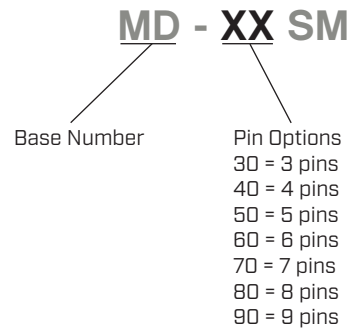 MD - XX SM
Base Number
Pin Options
30 = 3 pins
40 = 4 pins
50 = 5 pins
60 = 6 pins
70 = 7 pins
80 = 8 pins
90 = 9 pins